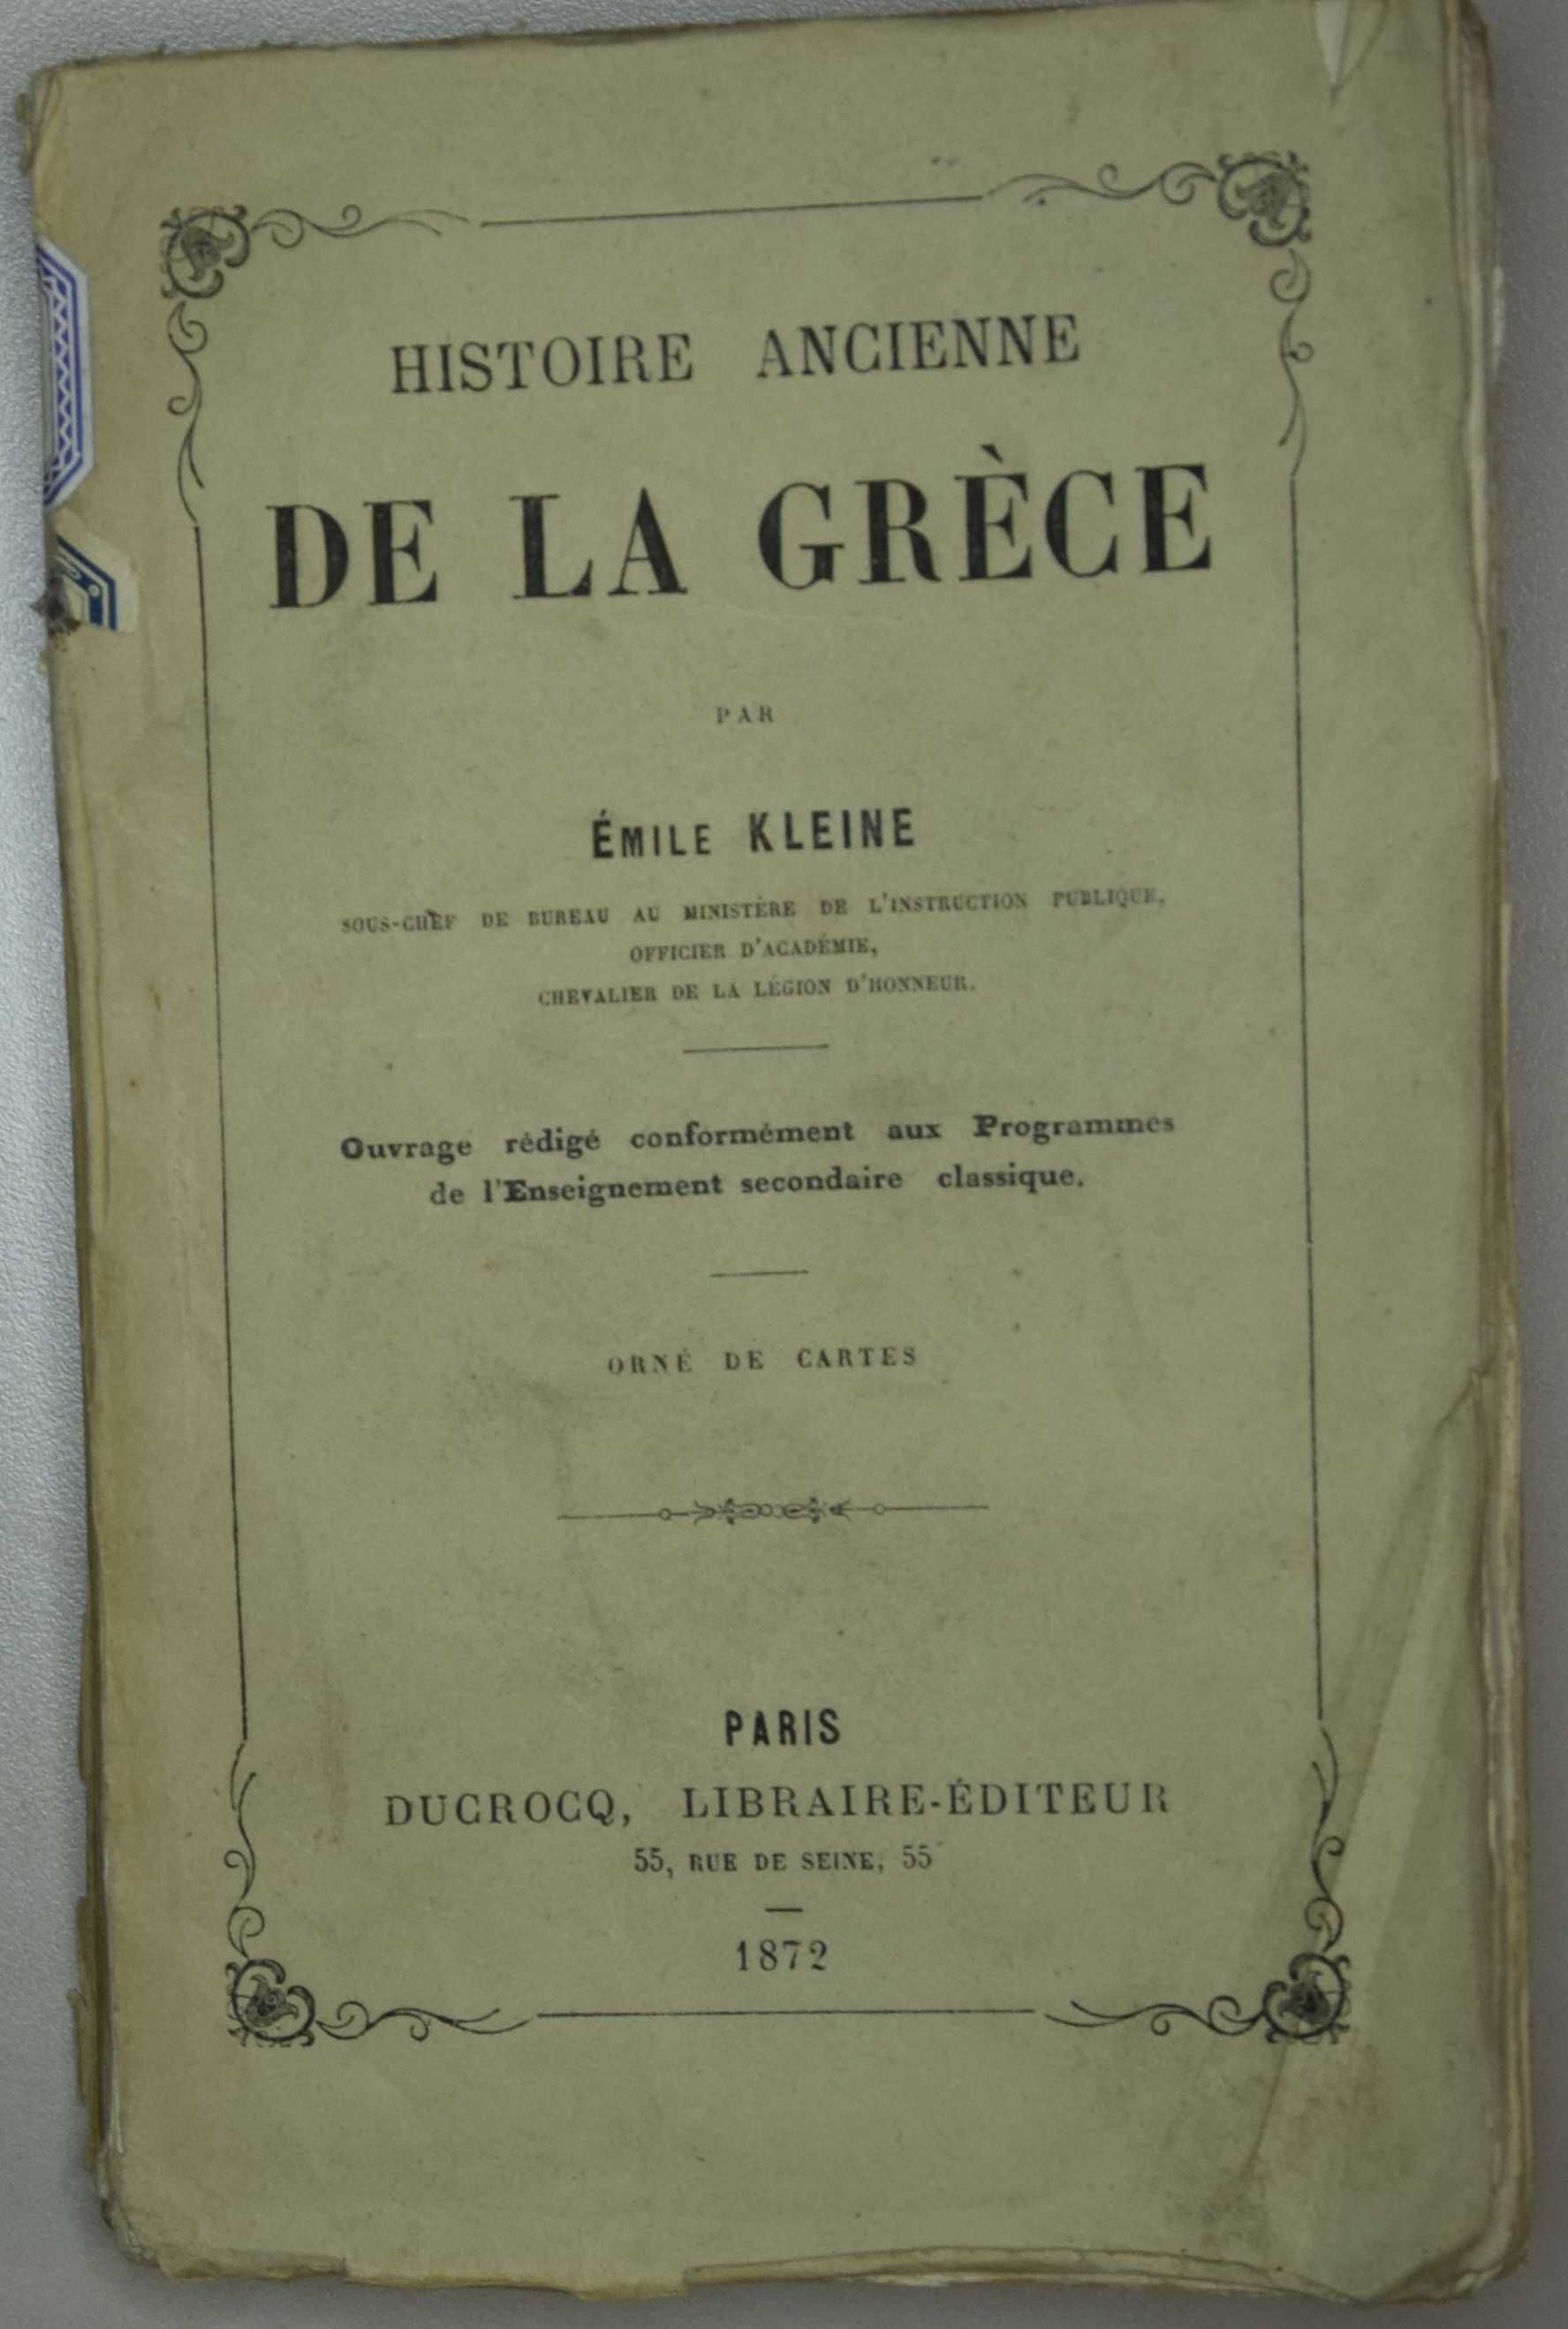 HISTOIRE ANCIENNE
DE LA GRÈCE
PAR
ÉMILE KLEINE
SOUS-CHEF DE BUREAU AU MINISTÈRE DE L'INSTRUCTION PUBLIQUE,
OFFICIER D'ACADÉMIE,
CHEVALIER DE LA LÉGION D'HONNEUR.
Ouvrage rédigé conformément aux Programmes
de l'Enseignement secondaire classique.
ORNÉ DE CARTES
PARIS
DUCROCQ, LIBRAIRE-ÉDITEUR
55, RUE DE SEINE, 55
1872